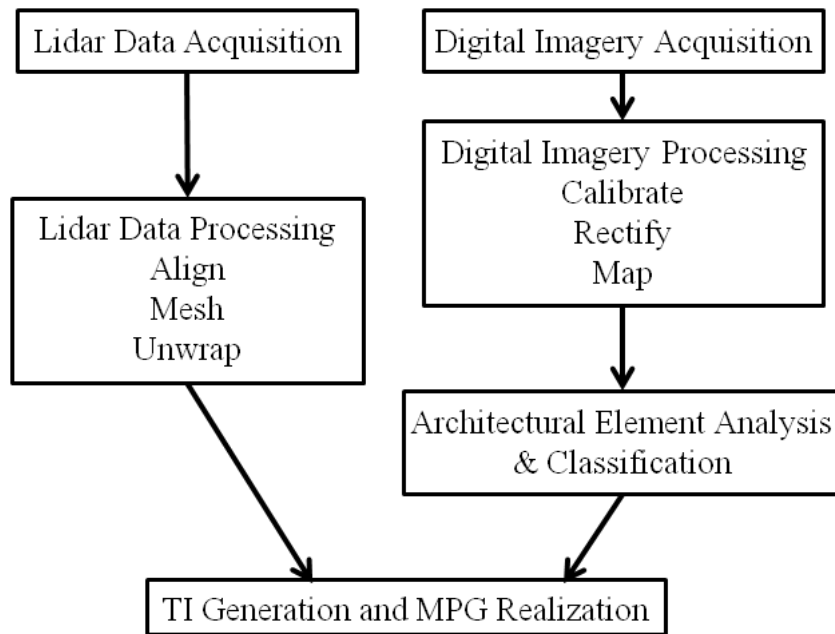 Lidar Data Acquisition
Digital Imagery Acquisition
Digital Imagery Processing
Calibrate
Rectify
Map
Lidar Data Processing
Align
Mesh
Unwrap
Architectural Element Analysis
& Classification
TI Generation and MPG Realization